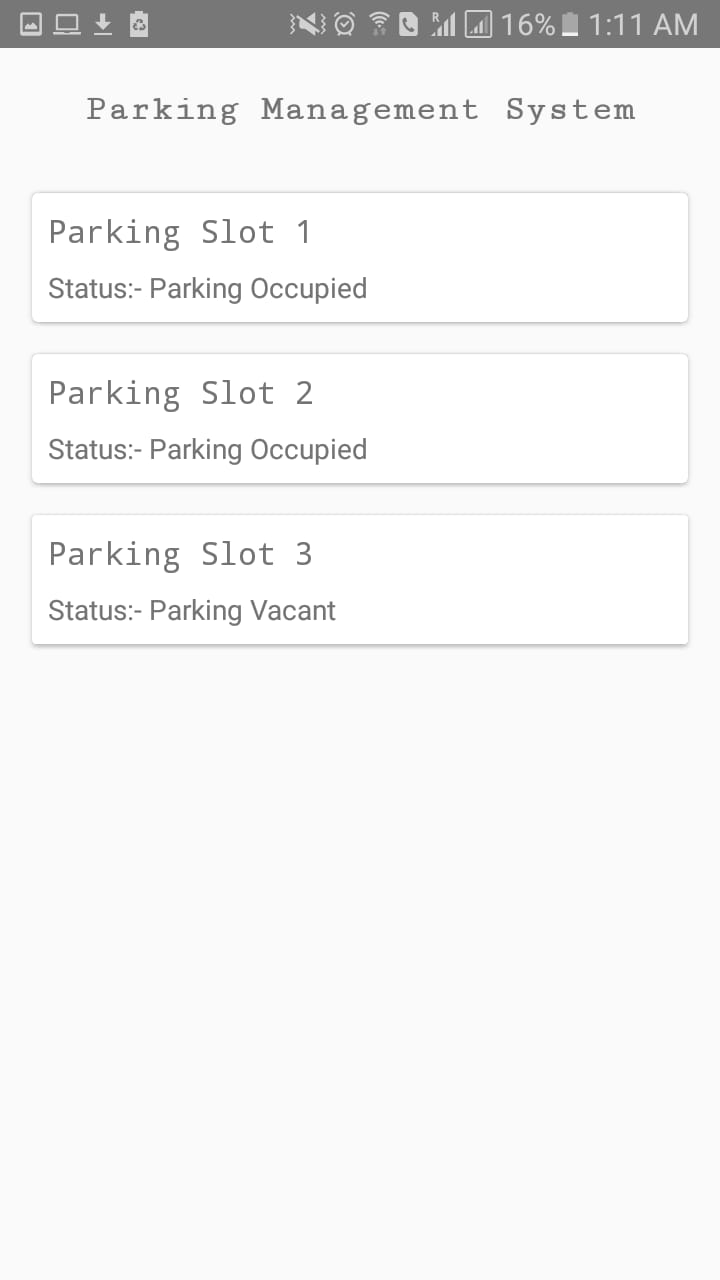 R 16% 1:11 AM
Parking Management System
Parking Slot 1
Status:- Parking Occupied
Parking Slot 2
Status:- Parking Occupied
Parking Slot 3
Status:- Parking Vacant